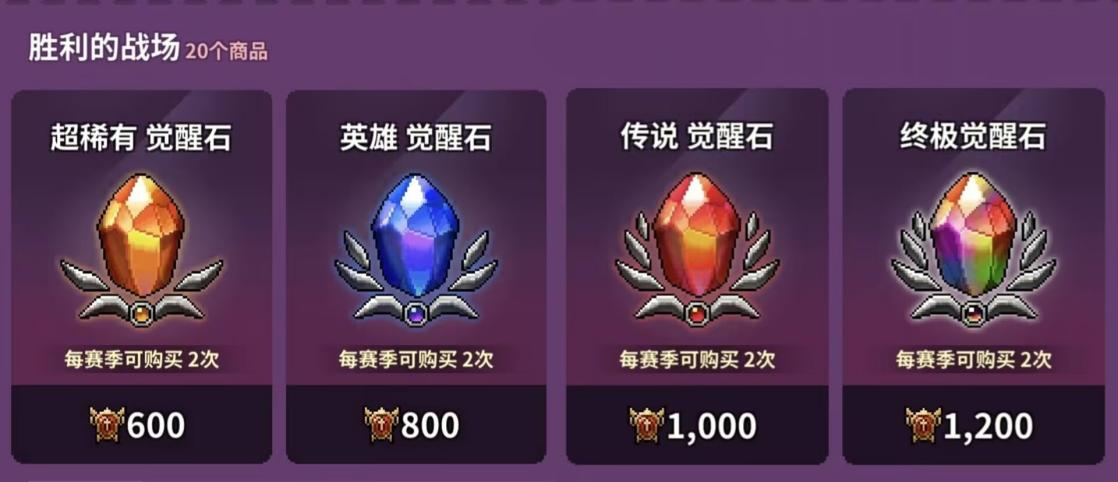 胜利的战场 20个商品
超稀有 觉醒石
每赛季可购买 2次
600
英雄 觉醒石
每赛季可购买 2次
800
传说 觉醒石
每赛季可购买 2次
1,000
终极觉醒石
每赛季可购买 2次
1,200